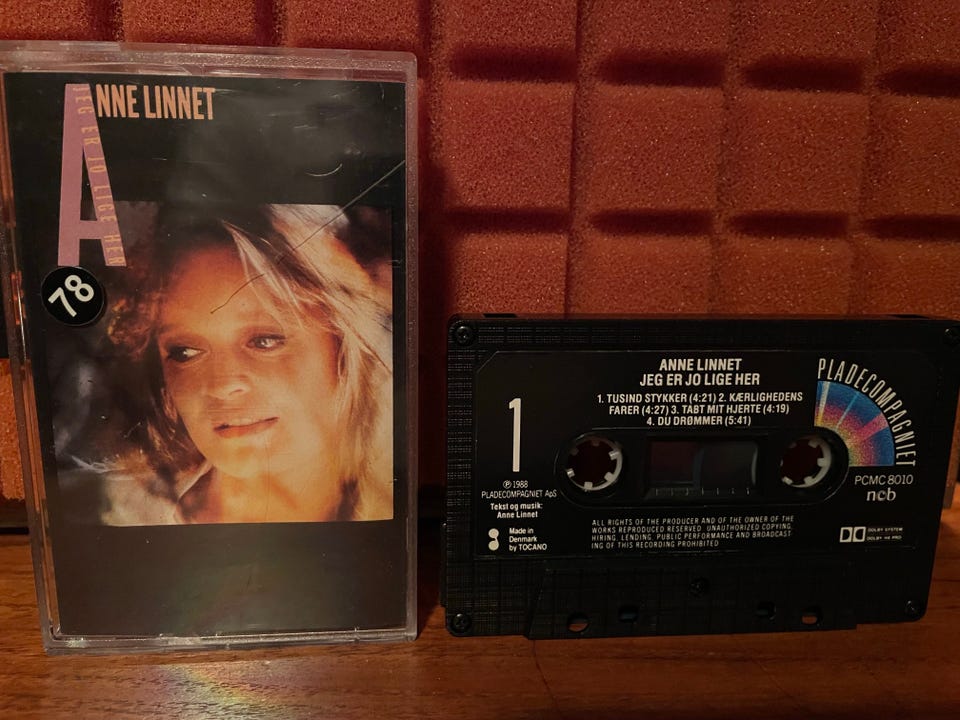 ANNE LINNET
JEG ER JO LIGE HER
78
ANNE LINNET
JEG ER JO LIGE HER
1. TUSIND STYKKER (4:21) 2. KÆRLIGHEDENS
FARER (4:27) 3. TABT MIT HJERTE (4:19)
4. DU DRØMMER (5:41)
1
PLADECOMPAGNIET
℗ 1988
PLADECOMPAGNIET ApS
Tekst og musik:
Anne Linnet
Made in
Denmark
by TOCANO
PCMC 8010
ncb
ALL RIGHTS OF THE PRODUCER AND OF THE OWNER OF THE
WORKS REPRODUCED RESERVED. UNAUTHORIZED COPYING,
HIRING, LENDING, PUBLIC PERFORMANCE AND BROADCAST-
ING OF THIS RECORDING PROHIBITED
DOLBY SYSTEM
DOLBY HX PRO